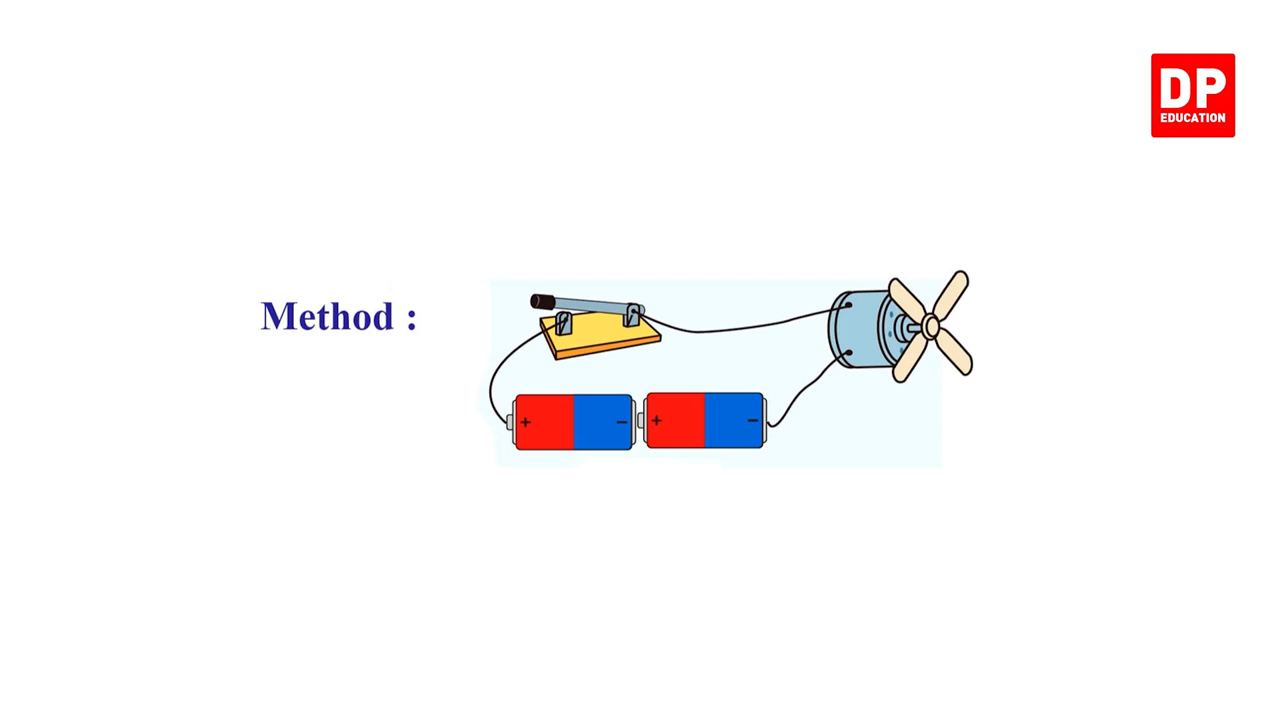 DP
EDUCATION
Method :
+ − + −